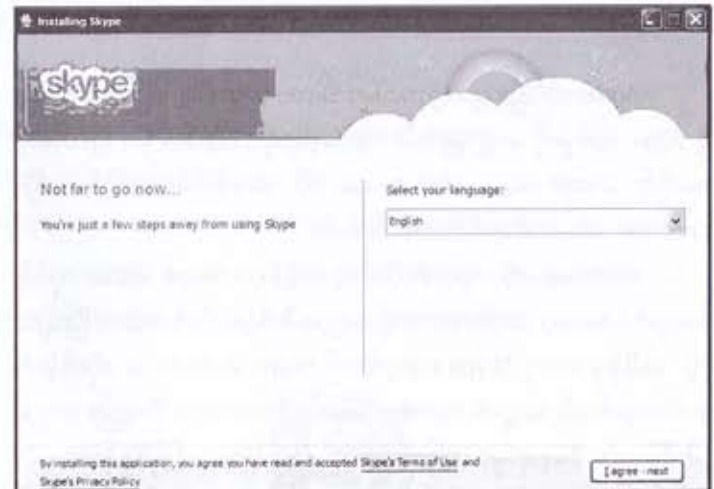 Installing Skype
skype
Not far to go now...
You're just a few steps away from using Skype
Select your language:
English
By installing this application, you agree you have read and accepted Skype's Terms of Use and
Skype's Privacy Policy
I agree - next